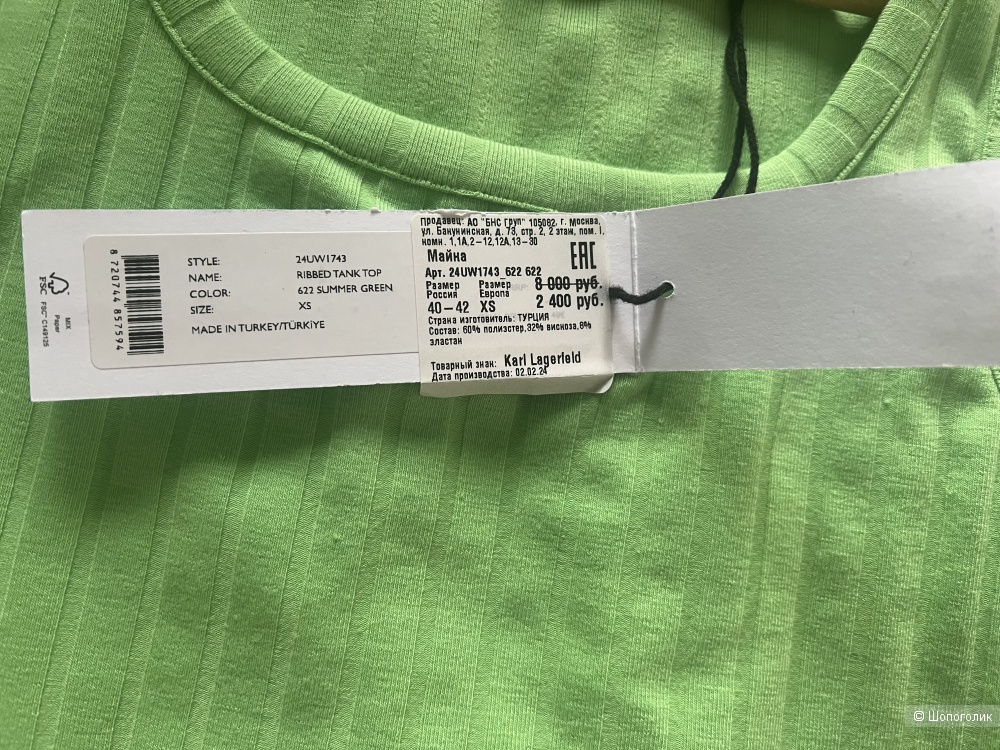 FSC
FSC® C149125
MIX
Paper
8 720744 857594
STYLE: 24UW1743
NAME: RIBBED TANK TOP
COLOR: 622 SUMMER GREEN
SIZE: XS
MADE IN TURKEY/TÜRKİYE
Продавец: АО "БНС Груп" 105082, г. Москва,
ул. Бакунинская, д. 73, стр. 2, 2 этаж, пом. I,
комн. 1,1А,2-12,12А,13-30
Майка
EAC
Арт. 24UW1743_622 622
Размер Размер 8 000 руб.
Россия Европа
40-42 XS 2 400 руб.
Страна изготовитель: ТУРЦИЯ
Состав: 60% полиэстер,32% вискоза,8%
эластан
Товарный знак: Karl Lagerfeld
Дата производства: 02.02.24
© Шопоголик